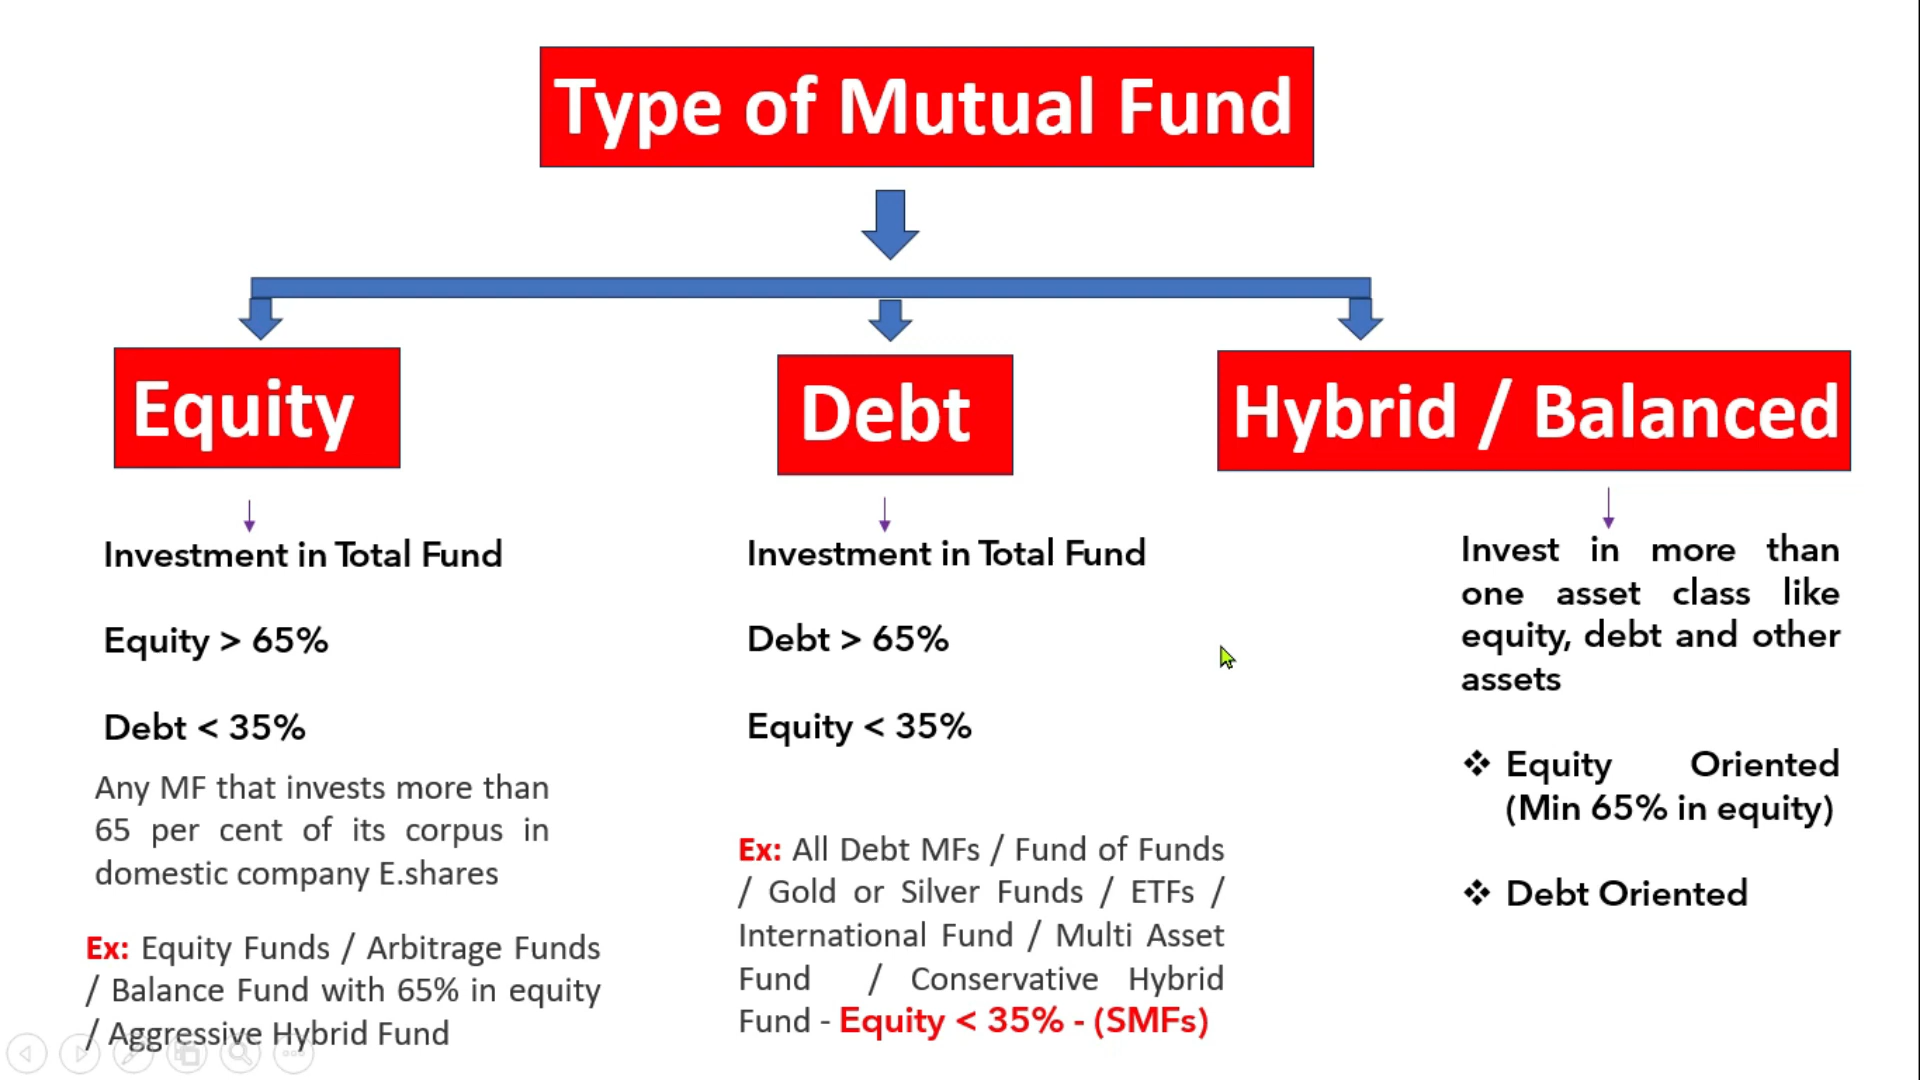 Type of Mutual Fund
Equity
Investment in Total Fund
Equity > 65%
Debt < 35%
Any MF that invests more than
65 per cent of its corpus in
domestic company E.shares
Ex: Equity Funds / Arbitrage Funds
/ Balance Fund with 65% in equity
/ Aggressive Hybrid Fund
Debt
Investment in Total Fund
Debt > 65%
Equity < 35%
Ex: All Debt MFs / Fund of Funds
/ Gold or Silver Funds / ETFs /
International Fund / Multi Asset
Fund / Conservative Hybrid
Fund - Equity < 35% - (SMFs)
Hybrid / Balanced
Invest in more than
one asset class like
equity, debt and other
assets
❖ Equity Oriented
(Min 65% in equity)
❖ Debt Oriented